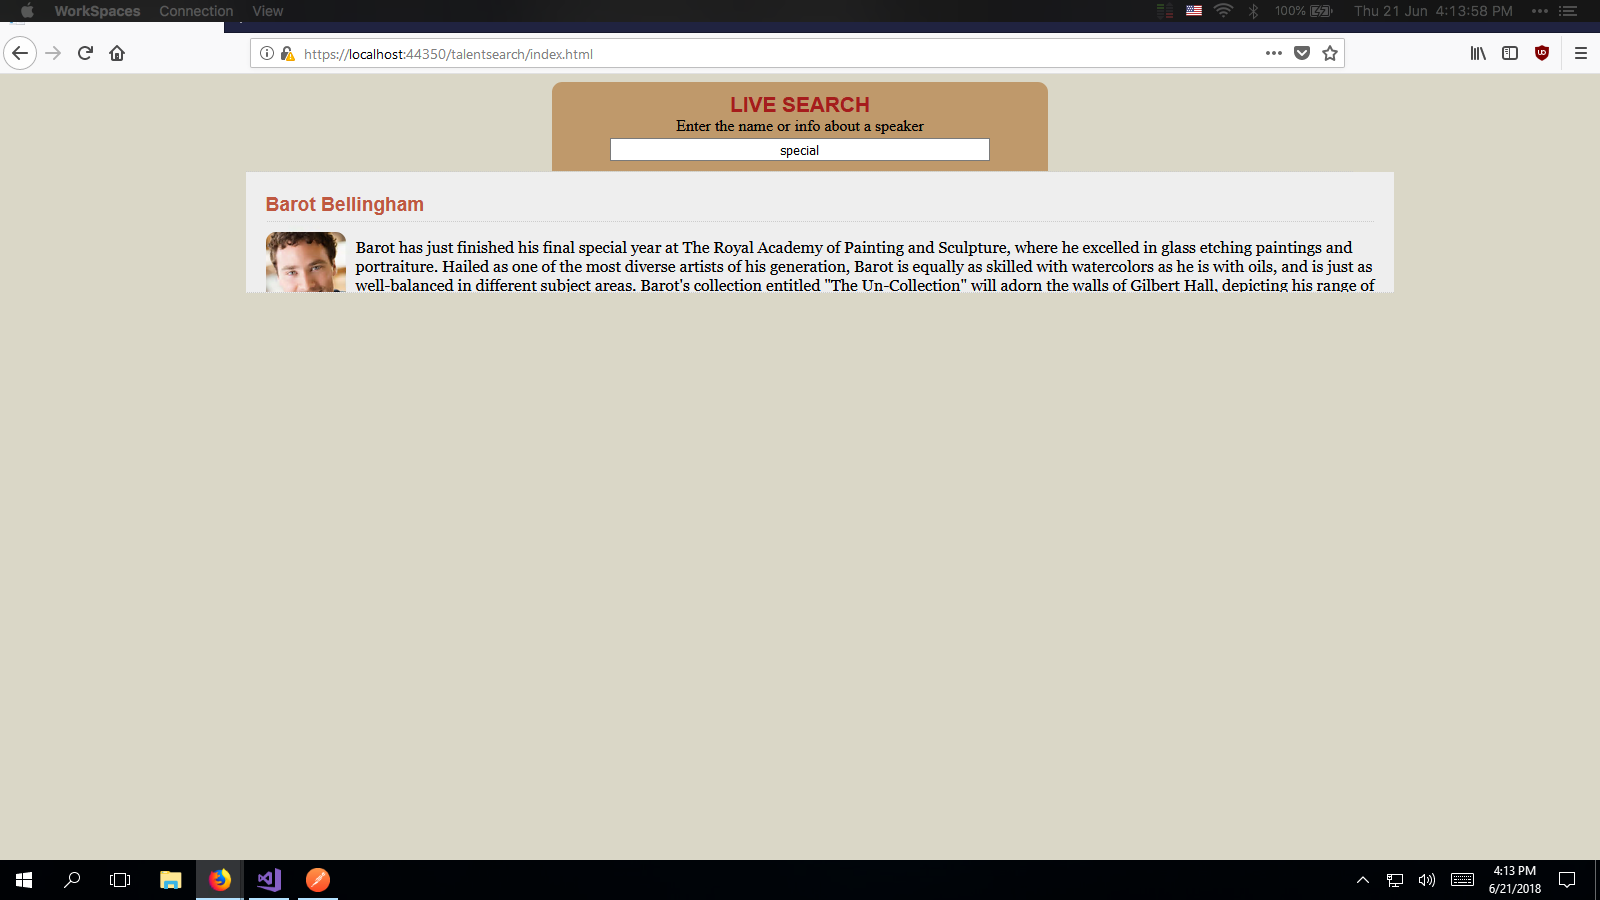 WorkSpaces Connection View
100% Thu 21 Jun 4:13:58 PM
https://localhost:44350/talentsearch/index.html
LIVE SEARCH
Enter the name or info about a speaker
special
Barot Bellingham
Barot has just finished his final special year at The Royal Academy of Painting and Sculpture, where he excelled in glass etching paintings and
portraiture. Hailed as one of the most diverse artists of his generation, Barot is equally as skilled with watercolors as he is with oils, and is just as
well-balanced in different subject areas. Barot's collection entitled "The Un-Collection" will adorn the walls of Gilbert Hall, depicting his range of
4:13 PM
6/21/2018